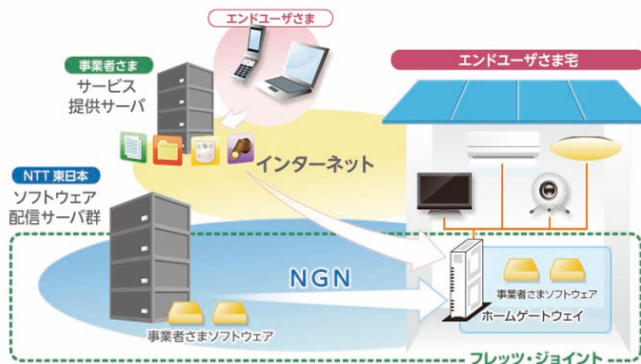 エンドユーザさま
事業者さま
サービス
提供サーバ
エンドユーザさま宅
インターネット
NTT 東日本
ソフトウェア
配信サーバ群
NGN
事業者さまソフトウェア
事業者さまソフトウェア
ホームゲートウェイ
フレッツ・ジョイント